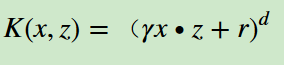 K(x, z) = （γx • z + r)^d